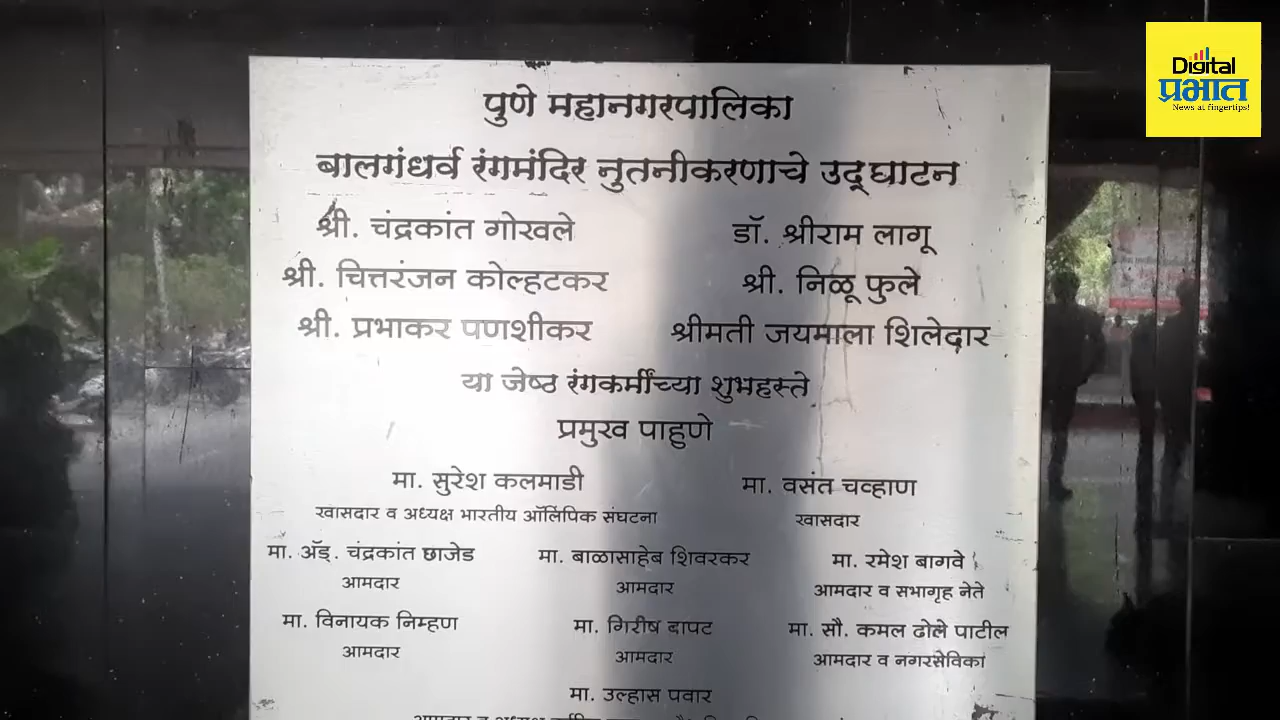 Digital
प्रभात
News at fingertips!
पुणे महानगरपालिका
बालगंधर्व रंगमंदिर नुतनीकरणाचे उद्घाटन
श्री. चंद्रकांत गोखले डॉ. श्रीराम लागू
श्री. चित्तरंजन कोल्हटकर श्री. निळू फुले
श्री. प्रभाकर पणशीकर श्रीमती जयमाला शिलेदार
या जेष्ठ रंगकर्मींच्या शुभहस्ते
प्रमुख पाहुणे
मा. सुरेश कलमाडी मा. वसंत चव्हाण
खासदार व अध्यक्ष भारतीय ऑलिंपिक संघटना खासदार
मा. ॲड्. चंद्रकांत छाजेड मा. बाळासाहेब शिवरकर मा. रमेश बागवे
आमदार आमदार आमदार व सभागृह नेते
मा. विनायक निम्हण मा. गिरीष बापट मा. सौ. कमल ढोले पाटील
आमदार आमदार आमदार व नगरसेविका
मा. उल्हास पवार